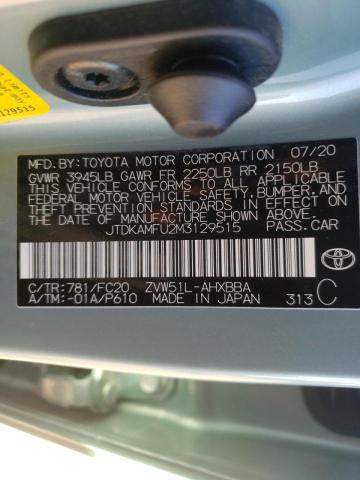 129515
MFD.BY:TOYOTA MOTOR CORPORATION 07/20
GVWR 3945LB GAWR FR 2250LB RR 2150LB
THIS VEHICLE CONFORMS TO ALL APPLICABLE
FEDERAL MOTOR VEHICLE SAFETY, BUMPER, AND
THEFT PREVENTION STANDARDS IN EFFECT ON
THE DATE OF MANUFACTURE SHOWN ABOVE.
JTDKAMFU2M3129515 PASS.CAR
C/TR:781/FC20 ZVW51L-AHXBBA
A/TM:-01A/P610 MADE IN JAPAN 313 C
TOYOTA